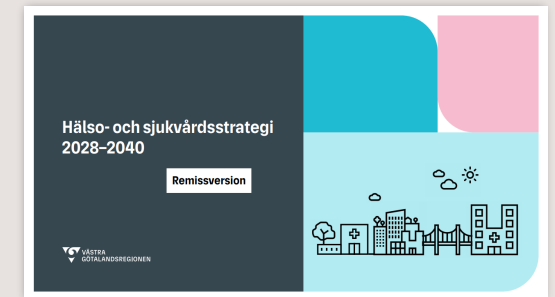 Hälso- och sjukvårdsstrategi
2028–2040
Remissversion
VÄSTRA
GÖTALANDSREGIONEN